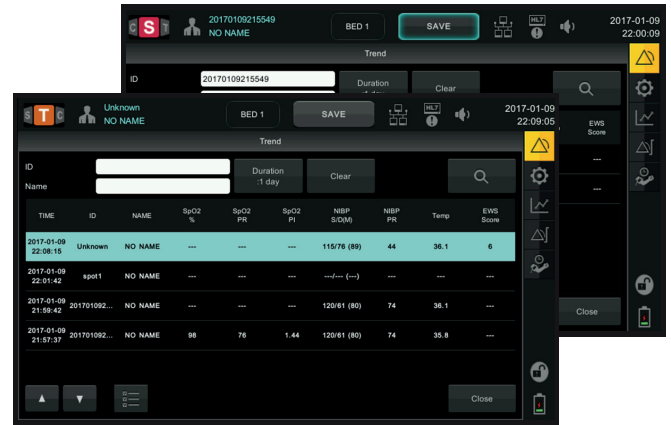 C S T
20170109215549
NO NAME
BED 1
SAVE
HL7
2017-01-09
22:00:09
Trend
ID
20170109215549
Duration
Clear
EWS
Score
---
---
Close
S T C
Unknown
NO NAME
BED 1
SAVE
HL7
2017-01-09
22:09:05
Trend
ID
Name
Duration
:1 day
Clear
TIME ID NAME SpO2 % SpO2 PR SpO2 PI NIBP S/D(M) NIBP PR Temp EWS Score
2017-01-09 22:08:15 Unknown NO NAME --- --- --- 115/76 (89) 44 36.1 6
2017-01-09 22:01:42 spot1 NO NAME --- --- --- ---/--- (---) --- --- ---
2017-01-09 21:59:42 201701092... NO NAME --- --- --- 120/61 (80) 74 36.1 ---
2017-01-09 21:57:37 201701092... NO NAME 98 76 1.44 120/61 (80) 74 35.8 ---
Close